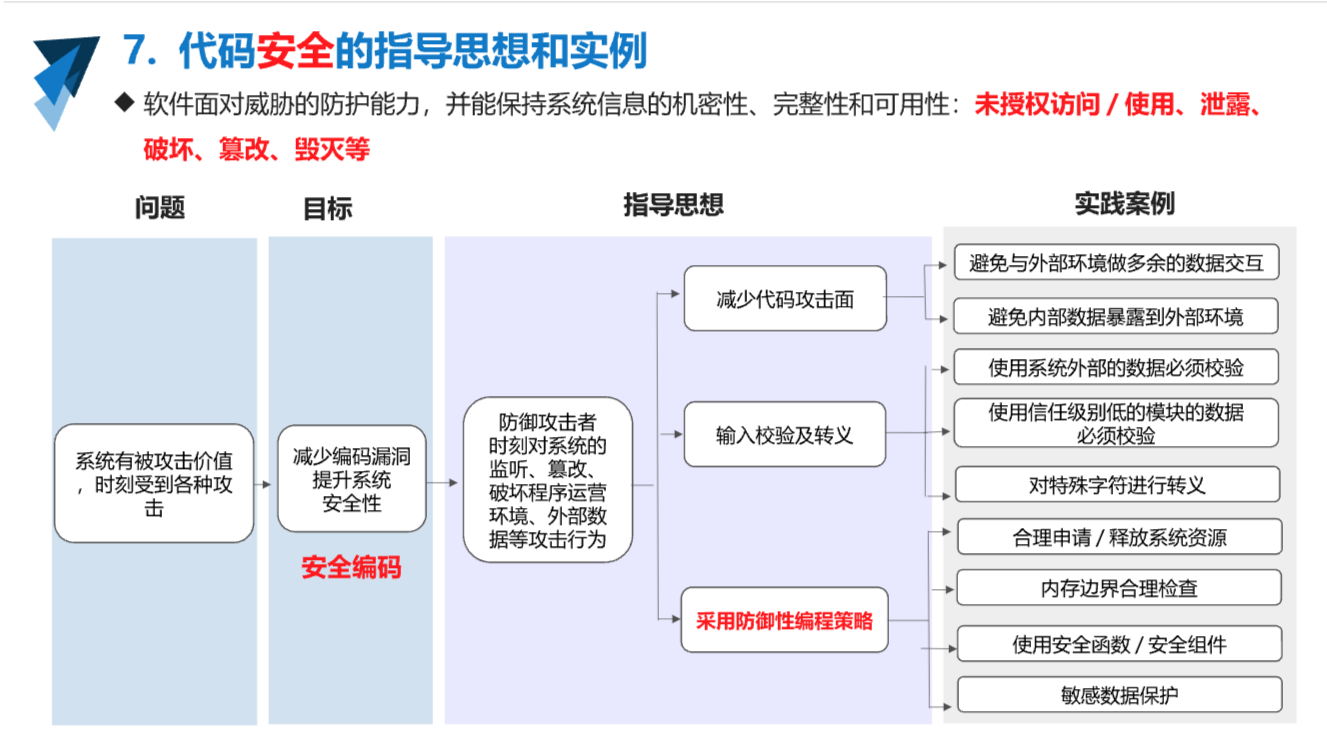 7. 代码安全的指导思想和实例
◆ 软件面对威胁的防护能力，并能保持系统信息的机密性、完整性和可用性：未授权访问 / 使用、泄露、
破坏、篡改、毁灭等
问题
目标
指导思想
实践案例
系统有被攻击价值
，时刻受到各种攻
击
减少编码漏洞
提升系统
安全性
安全编码
防御攻击者
时刻对系统的
监听、篡改、
破坏程序运营
环境、外部数
据等攻击行为
减少代码攻击面
输入校验及转义
采用防御性编程策略
避免与外部环境做多余的数据交互
避免内部数据暴露到外部环境
使用系统外部的数据必须校验
使用信任级别低的模块的数据
必须校验
对特殊字符进行转义
合理申请 / 释放系统资源
内存边界合理检查
使用安全函数 / 安全组件
敏感数据保护